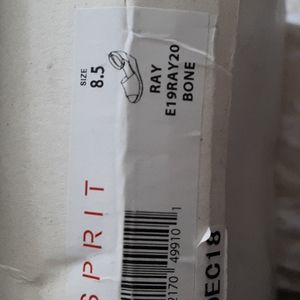 SIZE
8.5
RAY
E19RAY20
BONE
SPRIT
2170 49910 1
DEC18